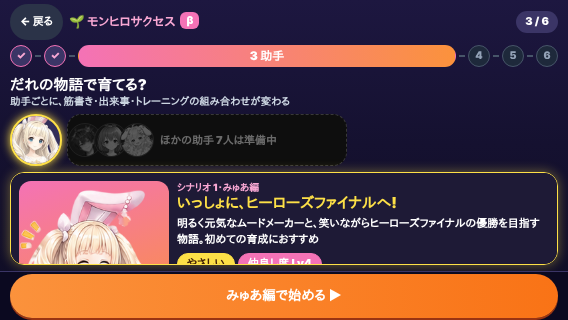 ← 戻る
🌱 モンヒロサクセス β
3 / 6
✓ ✓ 3 助手 4 5 6
だれの物語で育てる?
助手ごとに、筋書き・出来事・トレーニングの組み合わせが変わる
ほかの助手 7人は準備中
シナリオ 1・みゅあ編
いっしょに、ヒーローズファイナルへ!
明るく元気なムードメーカーと、笑いながらヒーローズファイナルの優勝を目指す
物語。初めての育成におすすめ
やさしい 仲良し度 Lv4
みゅあ編で始める ▶